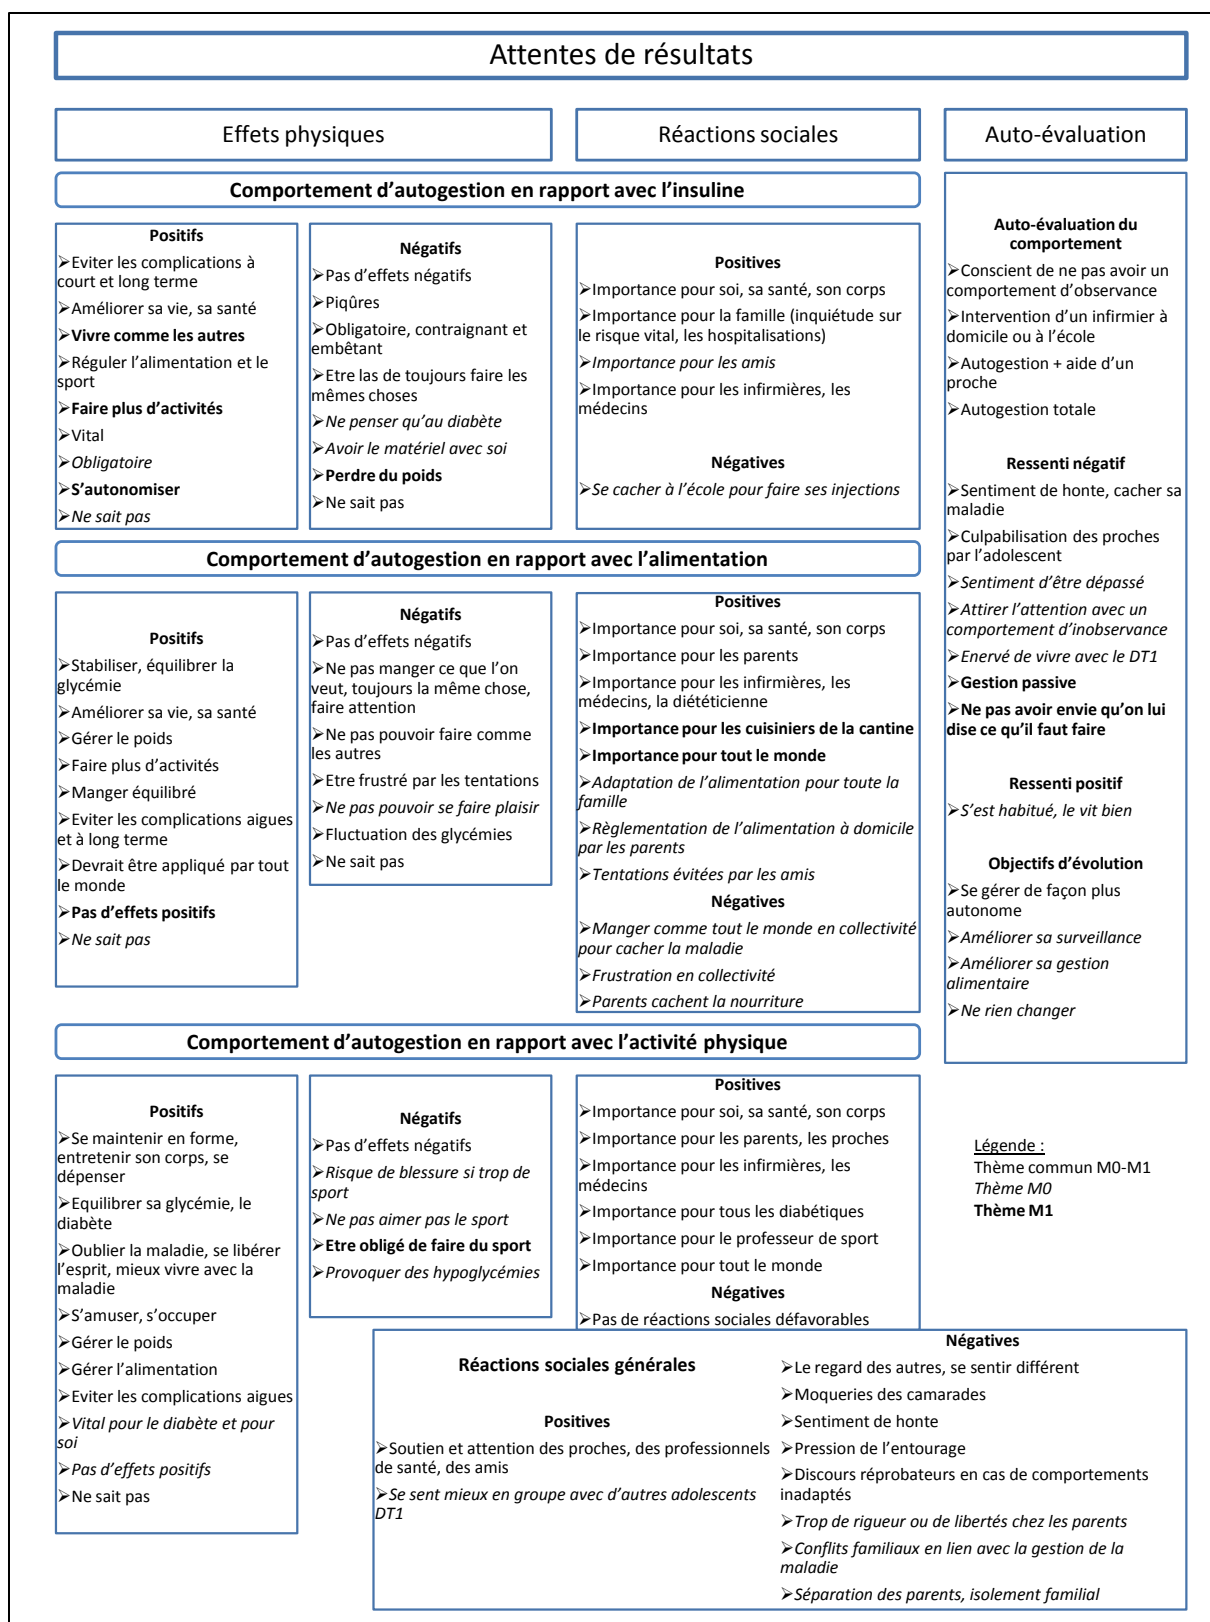 Attentes de résultats
Effets physiques
Réactions sociales
Auto-évaluation
Comportement d'autogestion en rapport avec l'insuline
Positifs
➢Eviter les complications à
court et long terme
➢Améliorer sa vie, sa santé
➢Vivre comme les autres
➢Réguler l'alimentation et le
sport
➢Faire plus d'activités
➢Vital
➢Obligatoire
➢S'autonomiser
➢Ne sait pas
Négatifs
➢Pas d'effets négatifs
➢Piqûres
➢Obligatoire, contraignant et
embêtant
➢Etre las de toujours faire les
mêmes choses
➢Ne penser qu'au diabète
➢Avoir le matériel avec soi
➢Perdre du poids
➢Ne sait pas
Positives
➢Importance pour soi, sa santé, son corps
➢Importance pour la famille (inquiétude sur
le risque vital, les hospitalisations)
➢Importance pour les amis
➢Importance pour les infirmières, les
médecins
Négatives
➢Se cacher à l'école pour faire ses injections
Comportement d'autogestion en rapport avec l'alimentation
Positifs
➢Stabiliser, équilibrer la
glycémie
➢Améliorer sa vie, sa santé
➢Gérer le poids
➢Faire plus d'activités
➢Manger équilibré
➢Eviter les complications aigues
et à long terme
➢Devrait être appliqué par tout
le monde
➢Pas d'effets positifs
➢Ne sait pas
Négatifs
➢Pas d'effets négatifs
➢Ne pas manger ce que l'on
veut, toujours la même chose,
faire attention
➢Ne pas pouvoir faire comme
les autres
➢Etre frustré par les tentations
➢Ne pas pouvoir se faire plaisir
➢Fluctuation des glycémies
➢Ne sait pas
Positives
➢Importance pour soi, sa santé, son corps
➢Importance pour les parents
➢Importance pour les infirmières, les
médecins, la diététicienne
➢Importance pour les cuisiniers de la cantine
➢Importance pour tout le monde
➢Adaptation de l'alimentation pour toute la
famille
➢Règlementation de l'alimentation à domicile
par les parents
➢Tentations évitées par les amis
Négatives
➢Manger comme tout le monde en collectivité
pour cacher la maladie
➢Frustration en collectivité
➢Parents cachent la nourriture
Comportement d'autogestion en rapport avec l'activité physique
Positifs
➢Se maintenir en forme,
entretenir son corps, se
dépenser
➢Equilibrer sa glycémie, le
diabète
➢Oublier la maladie, se libérer
l'esprit, mieux vivre avec la
maladie
➢S'amuser, s'occuper
➢Gérer le poids
➢Gérer l'alimentation
➢Eviter les complications aigues
➢Vital pour le diabète et pour
soi
➢Pas d'effets positifs
➢Ne sait pas
Négatifs
➢Pas d'effets négatifs
➢Risque de blessure si trop de
sport
➢Ne pas aimer pas le sport
➢Etre obligé de faire du sport
➢Provoquer des hypoglycémies
Positives
➢Importance pour soi, sa santé, son corps
➢Importance pour les parents, les proches
➢Importance pour les infirmières, les
médecins
➢Importance pour tous les diabétiques
➢Importance pour le professeur de sport
➢Importance pour tout le monde
Négatives
➢Pas de réactions sociales défavorables
Auto-évaluation du
comportement
➢Conscient de ne pas avoir un
comportement d'observance
➢Intervention d'un infirmier à
domicile ou à l'école
➢Autogestion + aide d'un
proche
➢Autogestion totale
Ressenti négatif
➢Sentiment de honte, cacher sa
maladie
➢Culpabilisation des proches
par l'adolescent
➢Sentiment d'être dépassé
➢Attirer l'attention avec un
comportement d'inobservance
➢Enervé de vivre avec le DT1
➢Gestion passive
➢Ne pas avoir envie qu'on lui
dise ce qu'il faut faire
Ressenti positif
➢S'est habitué, le vit bien
Objectifs d'évolution
➢Se gérer de façon plus
autonome
➢Améliorer sa surveillance
➢Améliorer sa gestion
alimentaire
➢Ne rien changer
Légende :
Thème commun M0-M1
Thème M0
Thème M1
Réactions sociales générales
Positives
➢Soutien et attention des proches, des professionnels
de santé, des amis
➢Se sent mieux en groupe avec d'autres adolescents
DT1
Négatives
➢Le regard des autres, se sentir différent
➢Moqueries des camarades
➢Sentiment de honte
➢Pression de l'entourage
➢Discours réprobateurs en cas de comportements
inadaptés
➢Trop de rigueur ou de libertés chez les parents
➢Conflits familiaux en lien avec la gestion de la
maladie
➢Séparation des parents, isolement familial